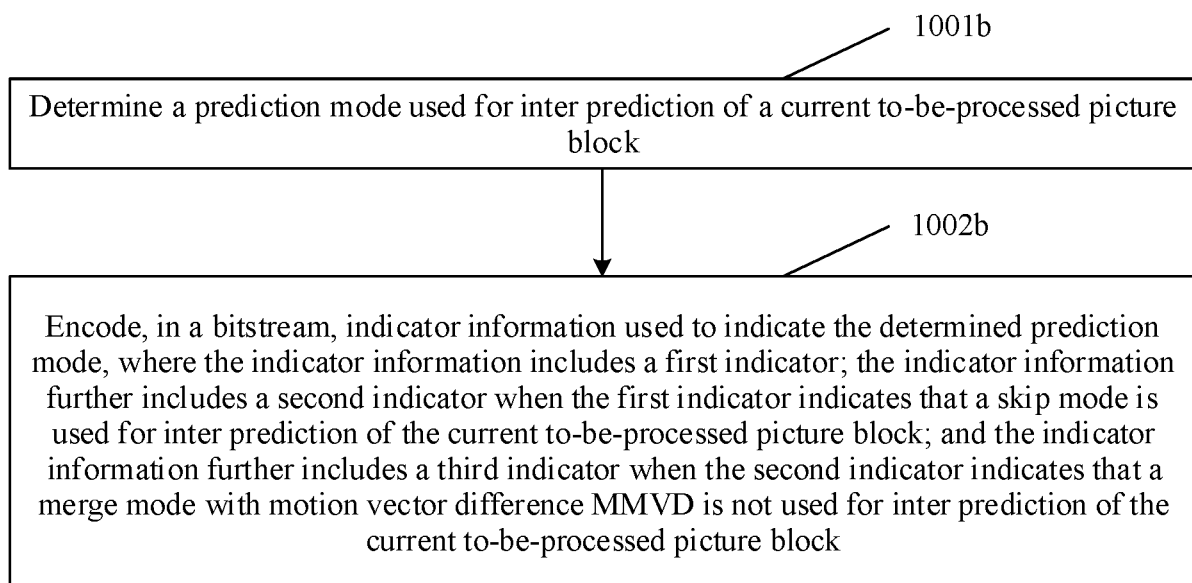 1001b
Determine a prediction mode used for inter prediction of a current to-be-processed picture
block
1002b
Encode, in a bitstream, indicator information used to indicate the determined prediction
mode, where the indicator information includes a first indicator; the indicator information
further includes a second indicator when the first indicator indicates that a skip mode is
used for inter prediction of the current to-be-processed picture block; and the indicator
information further includes a third indicator when the second indicator indicates that a
merge mode with motion vector difference MMVD is not used for inter prediction of the
current to-be-processed picture block